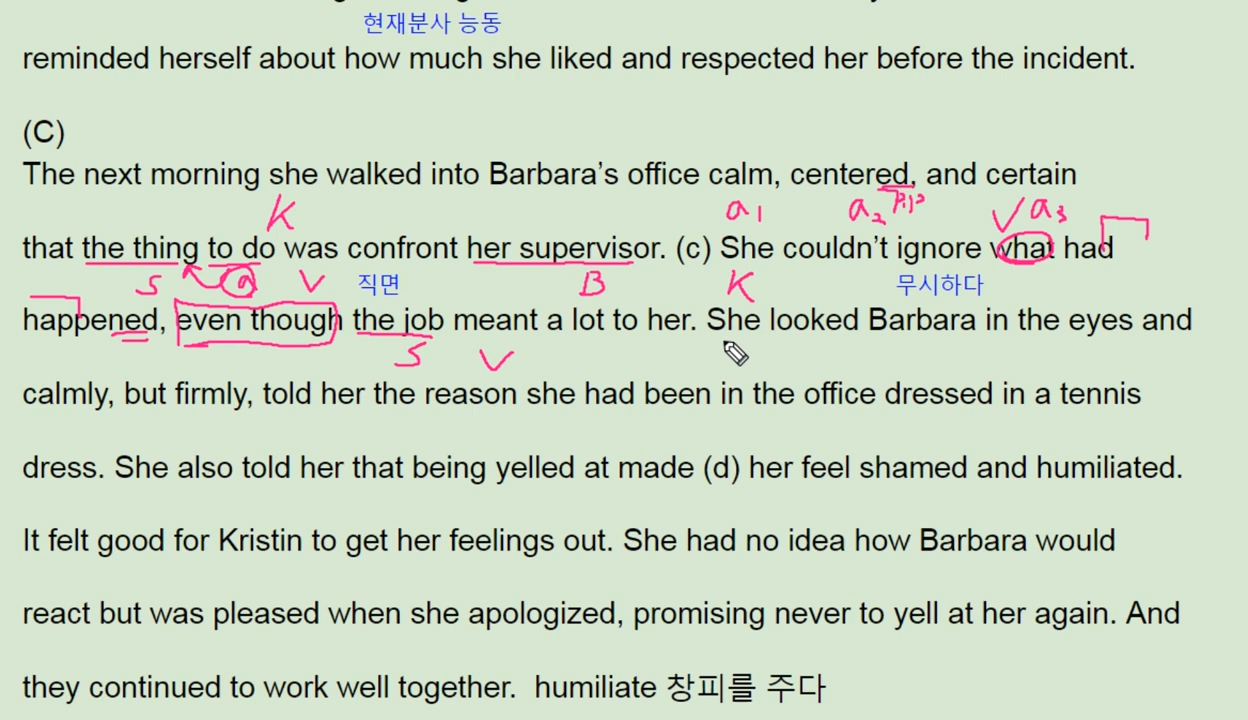 현재분사 능동
reminded herself about how much she liked and respected her before the incident.
(C)
The next morning she walked into Barbara's office calm, centered, and certain
K a1 a2 p.p a3
that the thing to do was confront her supervisor. (c) She couldn't ignore what had
S a V 직면 B K 무시하다
happened, even though the job meant a lot to her. She looked Barbara in the eyes and
S V
calmly, but firmly, told her the reason she had been in the office dressed in a tennis
dress. She also told her that being yelled at made (d) her feel shamed and humiliated.
It felt good for Kristin to get her feelings out. She had no idea how Barbara would
react but was pleased when she apologized, promising never to yell at her again. And
they continued to work well together. humiliate 창피를 주다